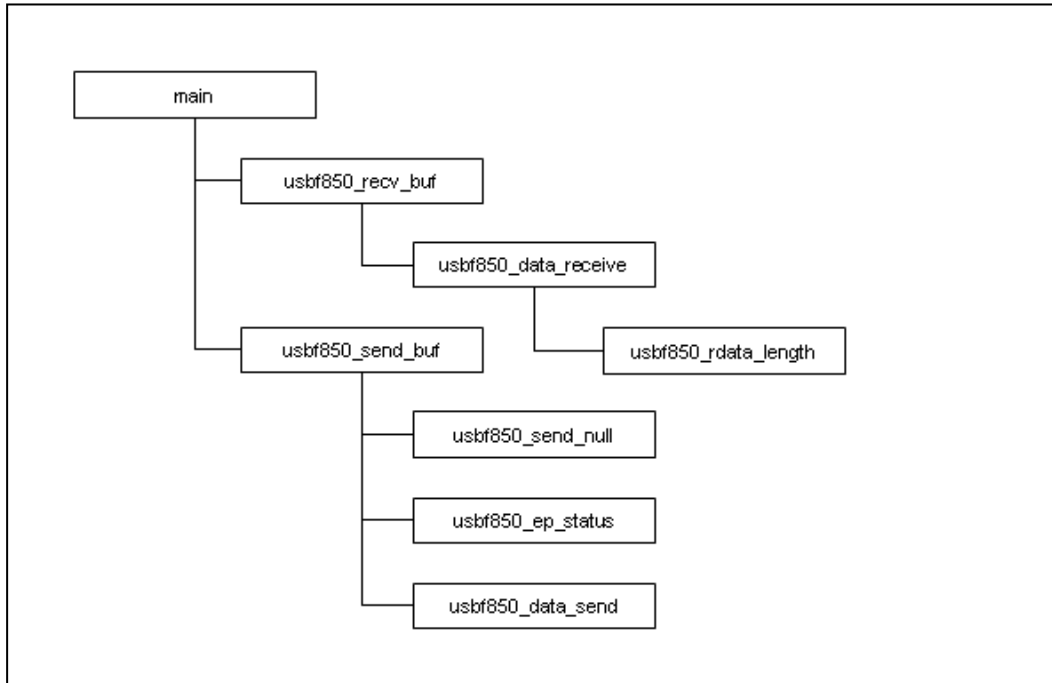 main
usbf850_recv_buf
usbf850_data_receive
usbf850_rdata_length
usbf850_send_buf
usbf850_send_null
usbf850_ep_status
usbf850_data_send